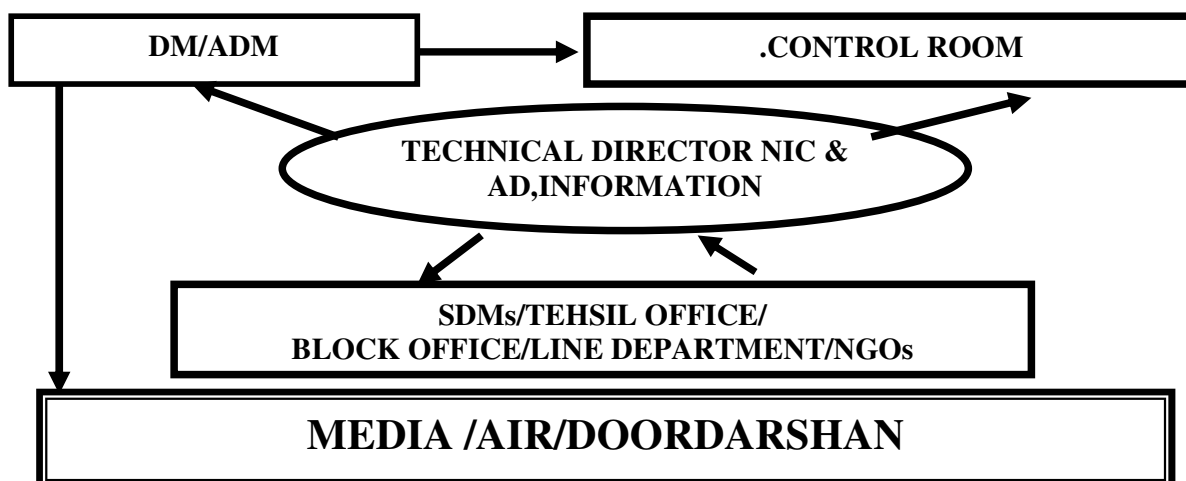 DM/ADM
.CONTROL ROOM
TECHNICAL DIRECTOR NIC &
AD,INFORMATION
SDMs/TEHSIL OFFICE/
BLOCK OFFICE/LINE DEPARTMENT/NGOs
MEDIA /AIR/DOORDARSHAN